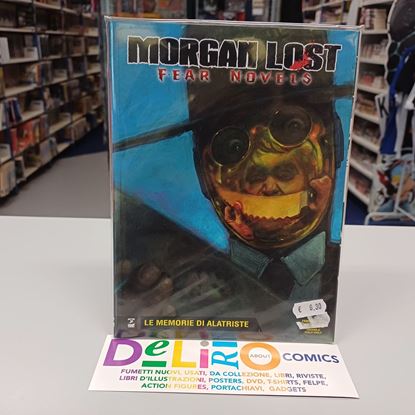 MORGAN LOST
FEAR NOVELS
€ 6,30
LE MEMORIE DI ALATRISTE
DeLiRiO ABOUT COMICS
FUMETTI NUOVI, USATI, DA COLLEZIONE, LIBRI, RIVISTE,
LIBRI D'ILLUSTRAZIONI, POSTERS, DVD, T-SHIRTS, FELPE,
ACTION FIGURES, PORTACHIAVI, GADGETS